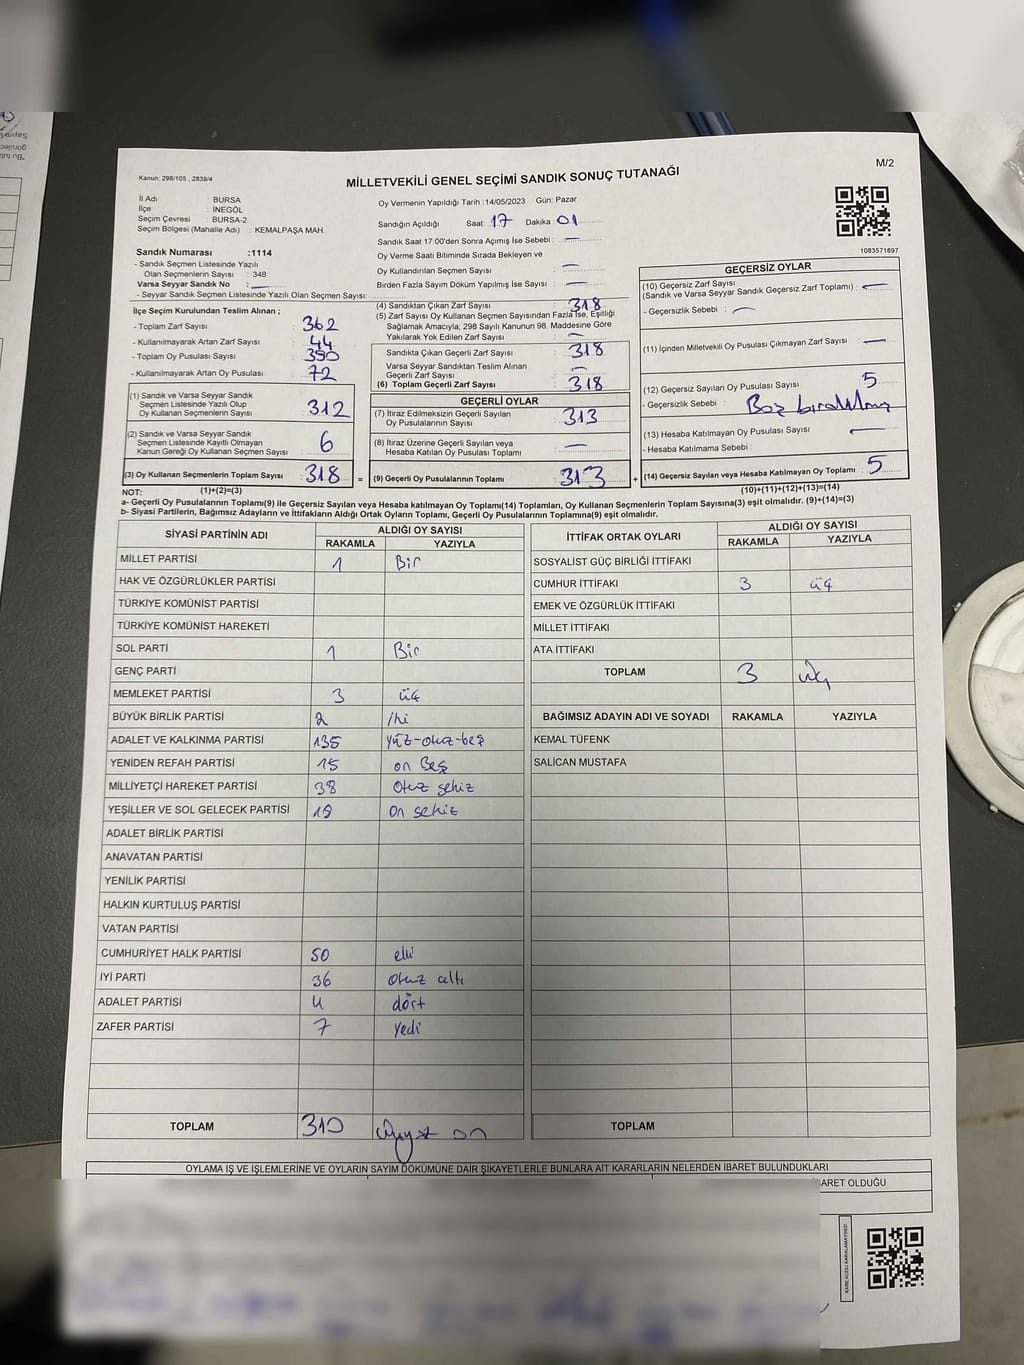 M/2
Kanun: 298/105 , 2839/4
MİLLETVEKİLİ GENEL SEÇİMİ SANDIK SONUÇ TUTANAĞI
İl Adı : BURSA
İlçe : İNEGÖL
Seçim Çevresi : BURSA-2
Seçim Bölgesi (Mahalle Adı) : KEMALPAŞA MAH.
Oy Vermenin Yapıldığı Tarih : 14/05/2023 Gün: Pazar
Sandığın Açıldığı Saat: 17 Dakika : 01
Sandık Saat 17:00'den Sonra Açımış İse Sebebi : —
Oy Verme Saati Bitiminde Sırada Bekleyen ve
Oy Kullandırılan Seçmen Sayısı : —
Birden Fazla Sayım Döküm Yapılmış İse Sayısı : —
1083571897
Sandık Numarası :1114
- Sandık Seçmen Listesinde Yazılı
Olan Seçmenlerin Sayısı : 348
Varsa Seyyar Sandık No : —
- Seyyar Sandık Seçmen Listesinde Yazılı Olan Seçmen Sayısı:
İlçe Seçim Kurulundan Teslim Alınan ;
- Toplam Zarf Sayısı : 362
- Kullanılmayarak Artan Zarf Sayısı : 44
- Toplam Oy Pusulası Sayısı : 390
- Kullanılmayarak Artan Oy Pusulası : 72
(1) Sandık ve Varsa Seyyar Sandık
Seçmen Listesinde Yazılı Olup
Oy Kullanan Seçmenlerin Sayısı : 312
(2) Sandık ve Varsa Seyyar Sandık
Seçmen Listesinde Kayıtlı Olmayan
Kanun Gereği Oy Kullanan Seçmen Sayısı : 6
(3) Oy Kullanan Seçmenlerin Toplam Sayısı : 318
(4) Sandıktan Çıkan Zarf Sayısı : 318
(5) Zarf Sayısı Oy Kullanan Seçmen Sayısından Fazla İse, Eşitliği
Sağlamak Amacıyla, 298 Sayılı Kanunun 98. Maddesine Göre
Yakılarak Yok Edilen Zarf Sayısı : —
Sandıkta Çıkan Geçerli Zarf Sayısı : 318
Varsa Seyyar Sandıktan Teslim Alınan
Geçerli Zarf Sayısı : —
(6) Toplam Geçerli Zarf Sayısı : 318
GEÇERLİ OYLAR
(7) İtiraz Edilmeksizin Geçerli Sayılan
Oy Pusulalarının Sayısı : 313
(8) İtiraz Üzerine Geçerli Sayılan veya
Hesaba Katılan Oy Pusulası Toplamı : —
= (9) Geçerli Oy Pusulalarının Toplamı : 313
GEÇERSİZ OYLAR
(10) Geçersiz Zarf Sayısı
(Sandık ve Varsa Seyyar Sandık Geçersiz Zarf Toplamı) : —
- Geçersizlik Sebebi : —
(11) İçinden Milletvekili Oy Pusulası Çıkmayan Zarf Sayısı : —
(12) Geçersiz Sayılan Oy Pusulası Sayısı : 5
- Geçersizlik Sebebi : Boş bırakılmış
(13) Hesaba Katılmayan Oy Pusulası Sayısı : —
- Hesaba Katılmama Sebebi :
+ (14) Geçersiz Sayılan veya Hesaba Katılmayan Oy Toplamı : 5
NOT: (1)+(2)=(3) (10)+(11)+(12)+(13)=(14)
a- Geçerli Oy Pusulalarının Toplamı(9) ile Geçersiz Sayılan veya Hesaba katılmayan Oy Toplamı(14) Toplamları, Oy Kullanan Seçmenlerin Toplam Sayısına(3) eşit olmalıdır. (9)+(14)=(3)
b- Siyasi Partilerin, Bağımsız Adayların ve İttifakların Aldığı Ortak Oyların Toplamı, Geçerli Oy Pusulalarının Toplamına(9) eşit olmalıdır.
SİYASİ PARTİNİN ADI ALDIĞI OY SAYISI
RAKAMLA YAZIYLA
MİLLET PARTİSİ 1 Bir
HAK VE ÖZGÜRLÜKLER PARTİSİ
TÜRKİYE KOMÜNİST PARTİSİ
TÜRKİYE KOMÜNİST HAREKETİ
SOL PARTİ 1 Bir
GENÇ PARTİ
MEMLEKET PARTİSİ 3 üç
BÜYÜK BİRLİK PARTİSİ 2 iki
ADALET VE KALKINMA PARTİSİ 135 yüz-otuz-beş
YENİDEN REFAH PARTİSİ 15 on Beş
MİLLİYETÇİ HAREKET PARTİSİ 38 Otuz sekiz
YEŞİLLER VE SOL GELECEK PARTİSİ 18 On sekiz
ADALET BİRLİK PARTİSİ
ANAVATAN PARTİSİ
YENİLİK PARTİSİ
HALKIN KURTULUŞ PARTİSİ
VATAN PARTİSİ
CUMHURİYET HALK PARTİSİ 50 elli
İYİ PARTİ 36 Otuz altı
ADALET PARTİSİ 4 dört
ZAFER PARTİSİ 7 yedi
TOPLAM 310 üçyüz on
İTTİFAK ORTAK OYLARI ALDIĞI OY SAYISI
RAKAMLA YAZIYLA
SOSYALİST GÜÇ BİRLİĞİ İTTİFAKI
CUMHUR İTTİFAKI 3 üç
EMEK VE ÖZGÜRLÜK İTTİFAKI
MİLLET İTTİFAKI
ATA İTTİFAKI
TOPLAM 3 üç
BAĞIMSIZ ADAYIN ADI VE SOYADI RAKAMLA YAZIYLA
KEMAL TÜFENK
SALİCAN MUSTAFA
TOPLAM
OYLAMA İŞ VE İŞLEMLERİNE VE OYLARIN SAYIM DÖKÜMÜNE DAİR ŞİKAYETLERLE BUNLARA AİT KARARLARIN NELERDEN İBARET BULUNDUKLARI
BARET OLDUĞU